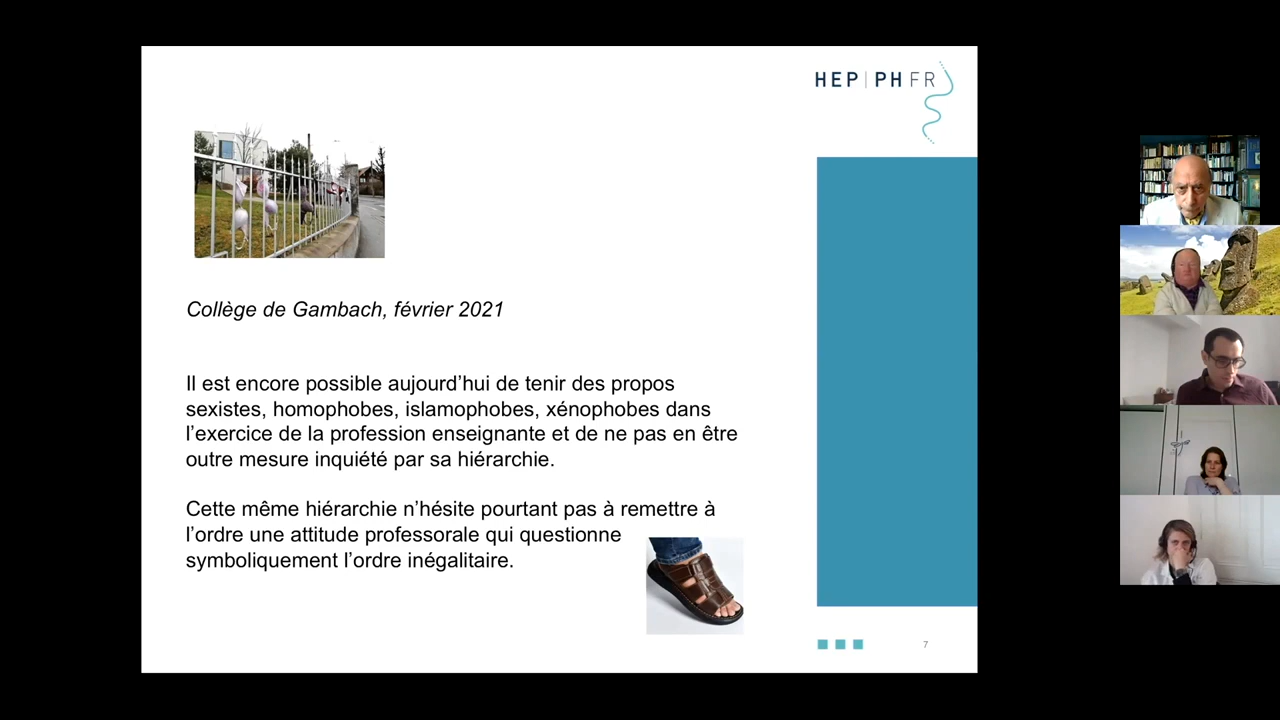 HEP | PH FR
Collège de Gambach, février 2021
Il est encore possible aujourd’hui de tenir des propos
sexistes, homophobes, islamophobes, xénophobes dans
l’exercice de la profession enseignante et de ne pas en être
outre mesure inquiété par sa hiérarchie.
Cette même hiérarchie n’hésite pourtant pas à remettre à
l’ordre une attitude professorale qui questionne
symboliquement l’ordre inégalitaire.
7